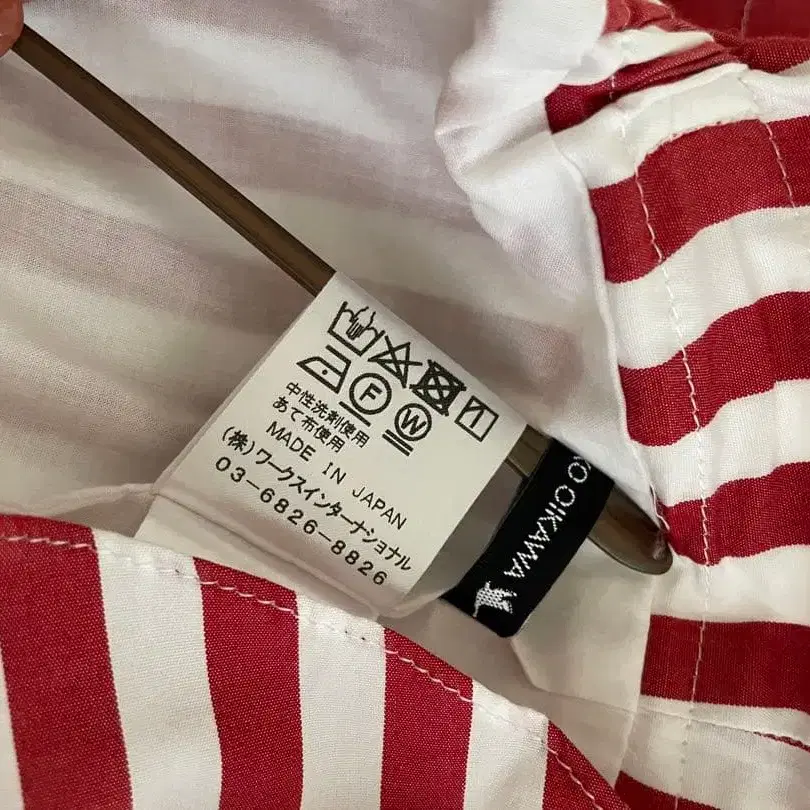 F
W
中性洗剤使用
あて布使用
MADE IN JAPAN
(株)ワークスインターナショナル
03-6826-8826
KO OIKAWA